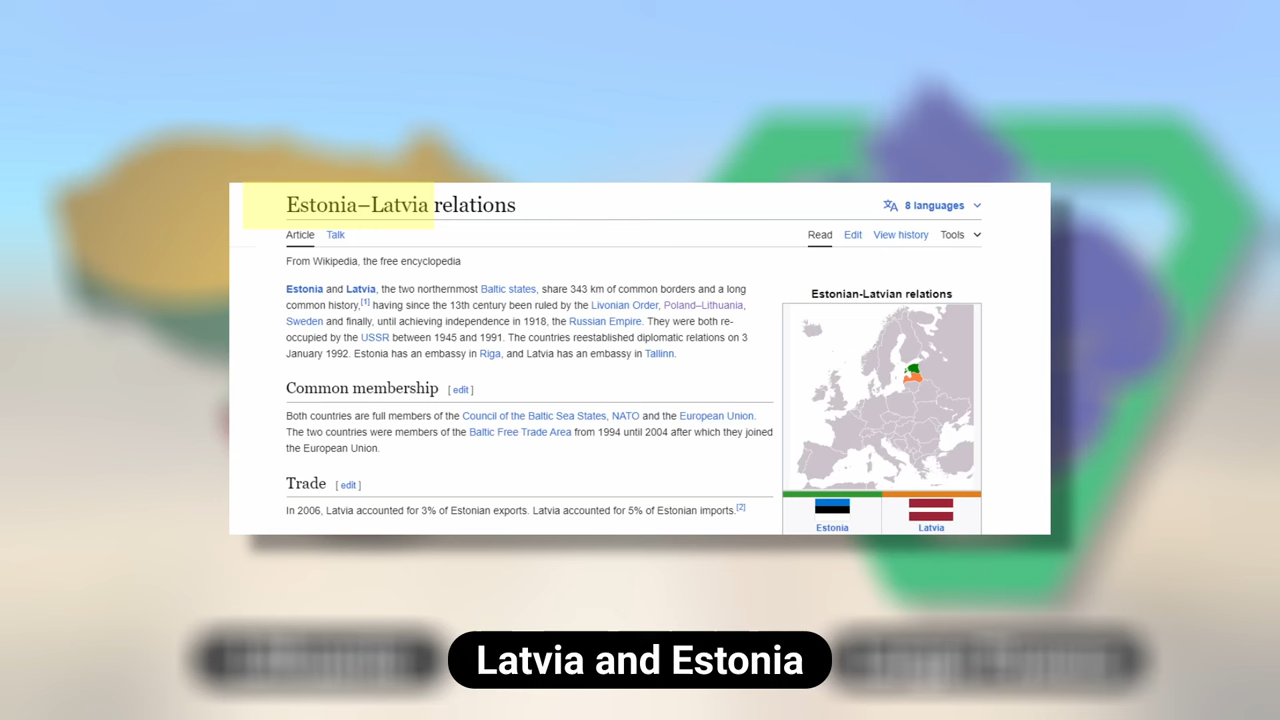 Estonia–Latvia relations
8 languages
Article Talk
Read Edit View history Tools
From Wikipedia, the free encyclopedia
Estonia and Latvia, the two northernmost Baltic states, share 343 km of common borders and a long
common history,[1] having since the 13th century been ruled by the Livonian Order, Poland–Lithuania,
Sweden and finally, until achieving independence in 1918, the Russian Empire. They were both re-
occupied by the USSR between 1945 and 1991. The countries reestablished diplomatic relations on 3
January 1992. Estonia has an embassy in Riga, and Latvia has an embassy in Tallinn.
Common membership [ edit ]
Both countries are full members of the Council of the Baltic Sea States, NATO and the European Union.
The two countries were members of the Baltic Free Trade Area from 1994 until 2004 after which they joined
the European Union.
Trade [ edit ]
In 2006, Latvia accounted for 3% of Estonian exports. Latvia accounted for 5% of Estonian imports.[2]
Estonian-Latvian relations
Estonia
Latvia
Latvia and Estonia